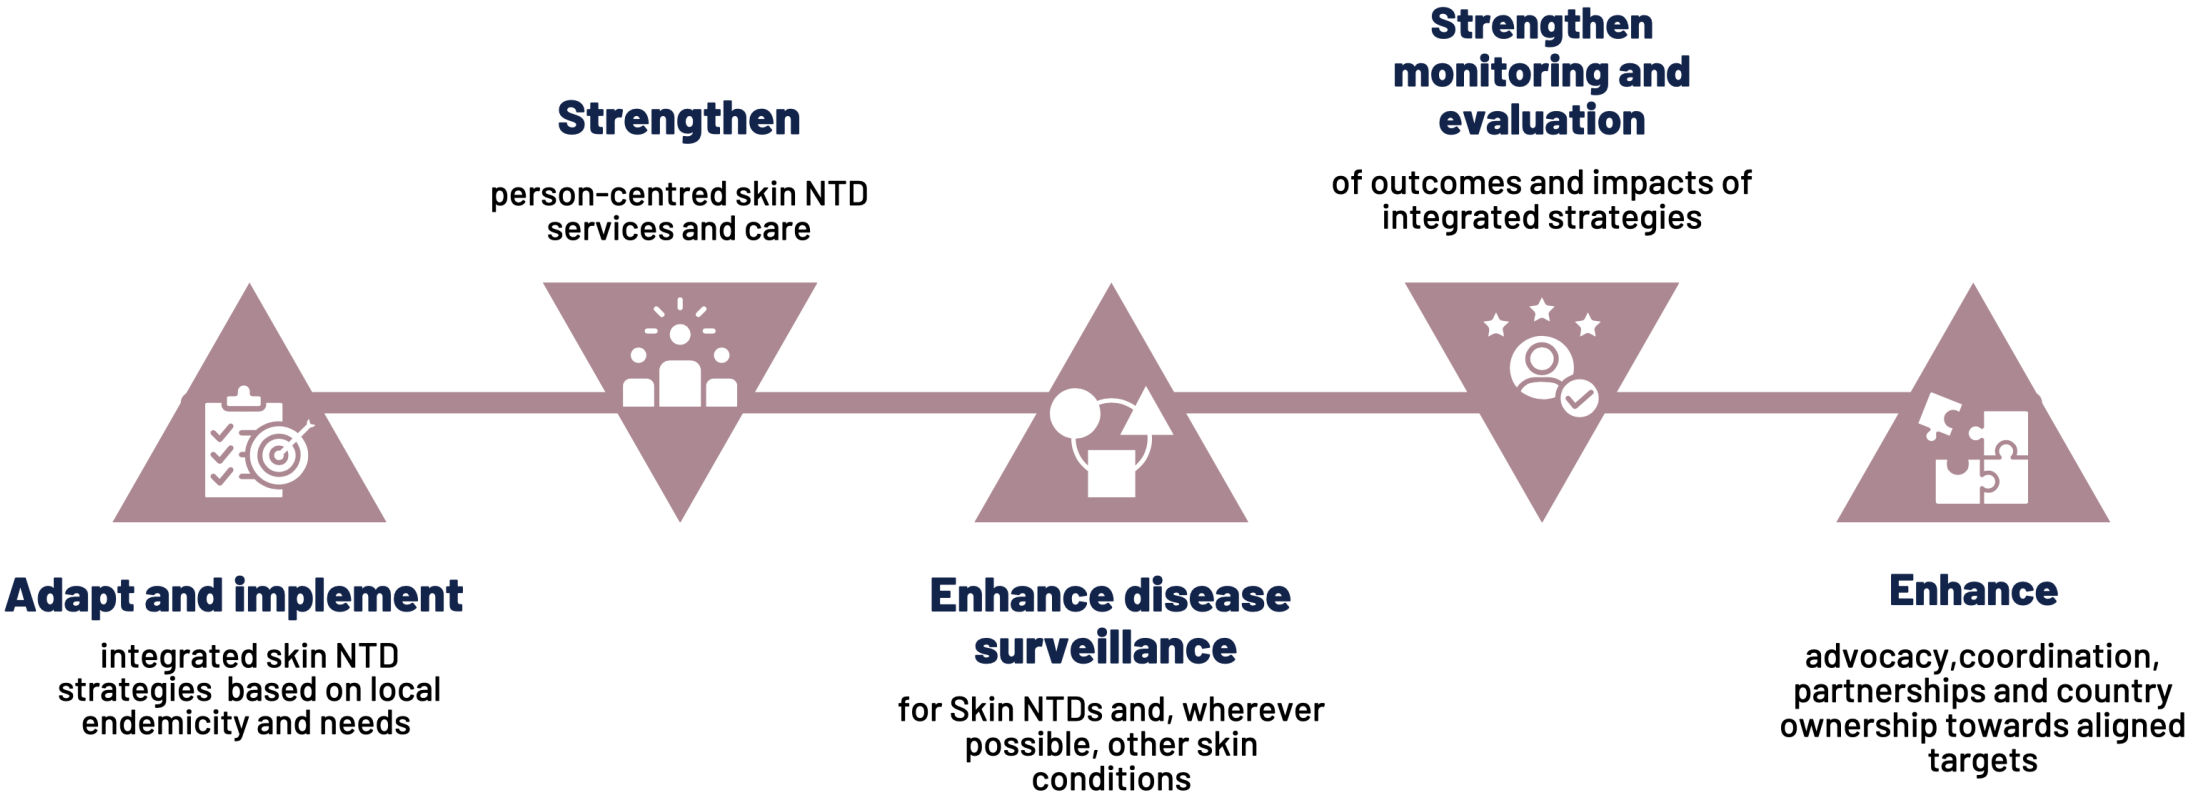 Adapt and implement
integrated skin NTD
strategies  based on local
endemicity and needs
Strengthen
person-centred skin NTD
services and care
Enhance disease
surveillance
for Skin NTDs and, wherever
possible, other skin
conditions
Strengthen
monitoring and
evaluation
of outcomes and impacts of
integrated strategies
Enhance
advocacy,coordination,
partnerships and country
ownership towards aligned
targets